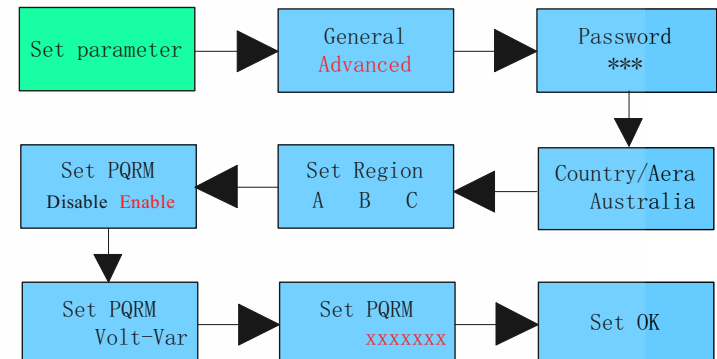 Set parameter
General
Advanced
Password
***
Country/Aera
Australia
Set Region
A B C
Set PQRM
Disable Enable
Set PQRM
Volt-Var
Set PQRM
xxxxxxx
Set OK